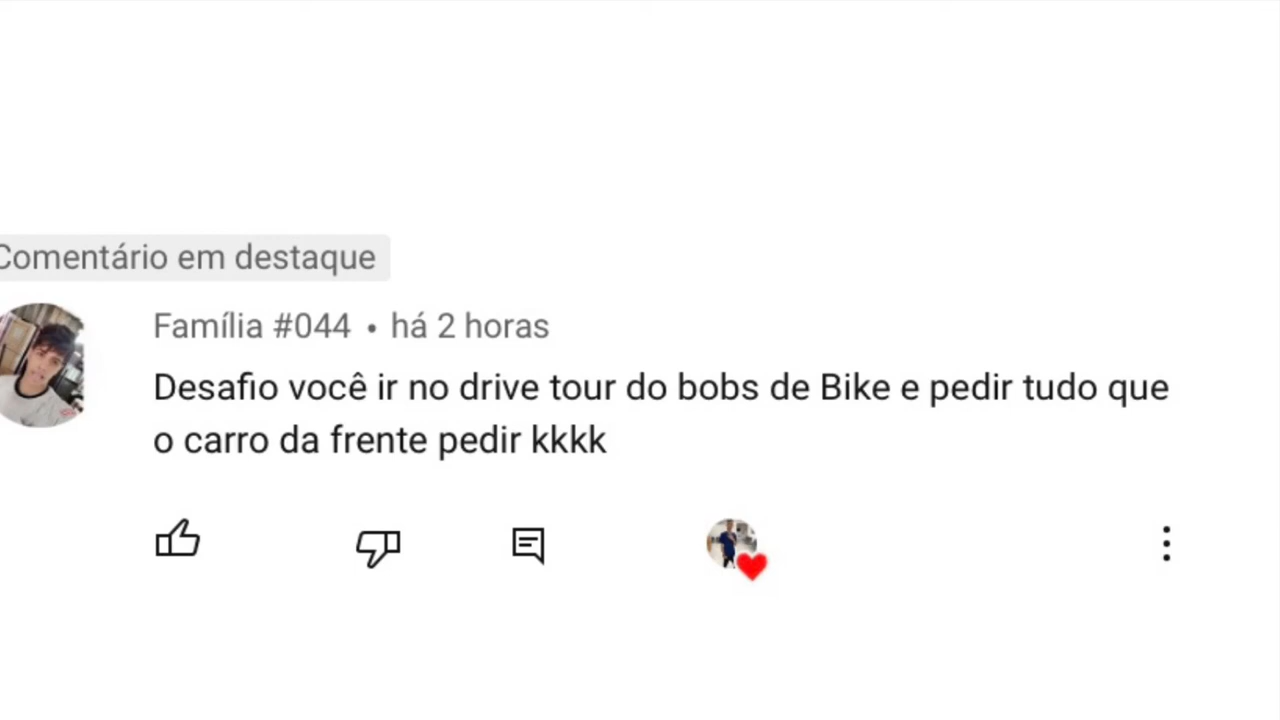 Comentário em destaque
Família #044 • há 2 horas
Desafio você ir no drive tour do bobs de Bike e pedir tudo que
o carro da frente pedir kkkk